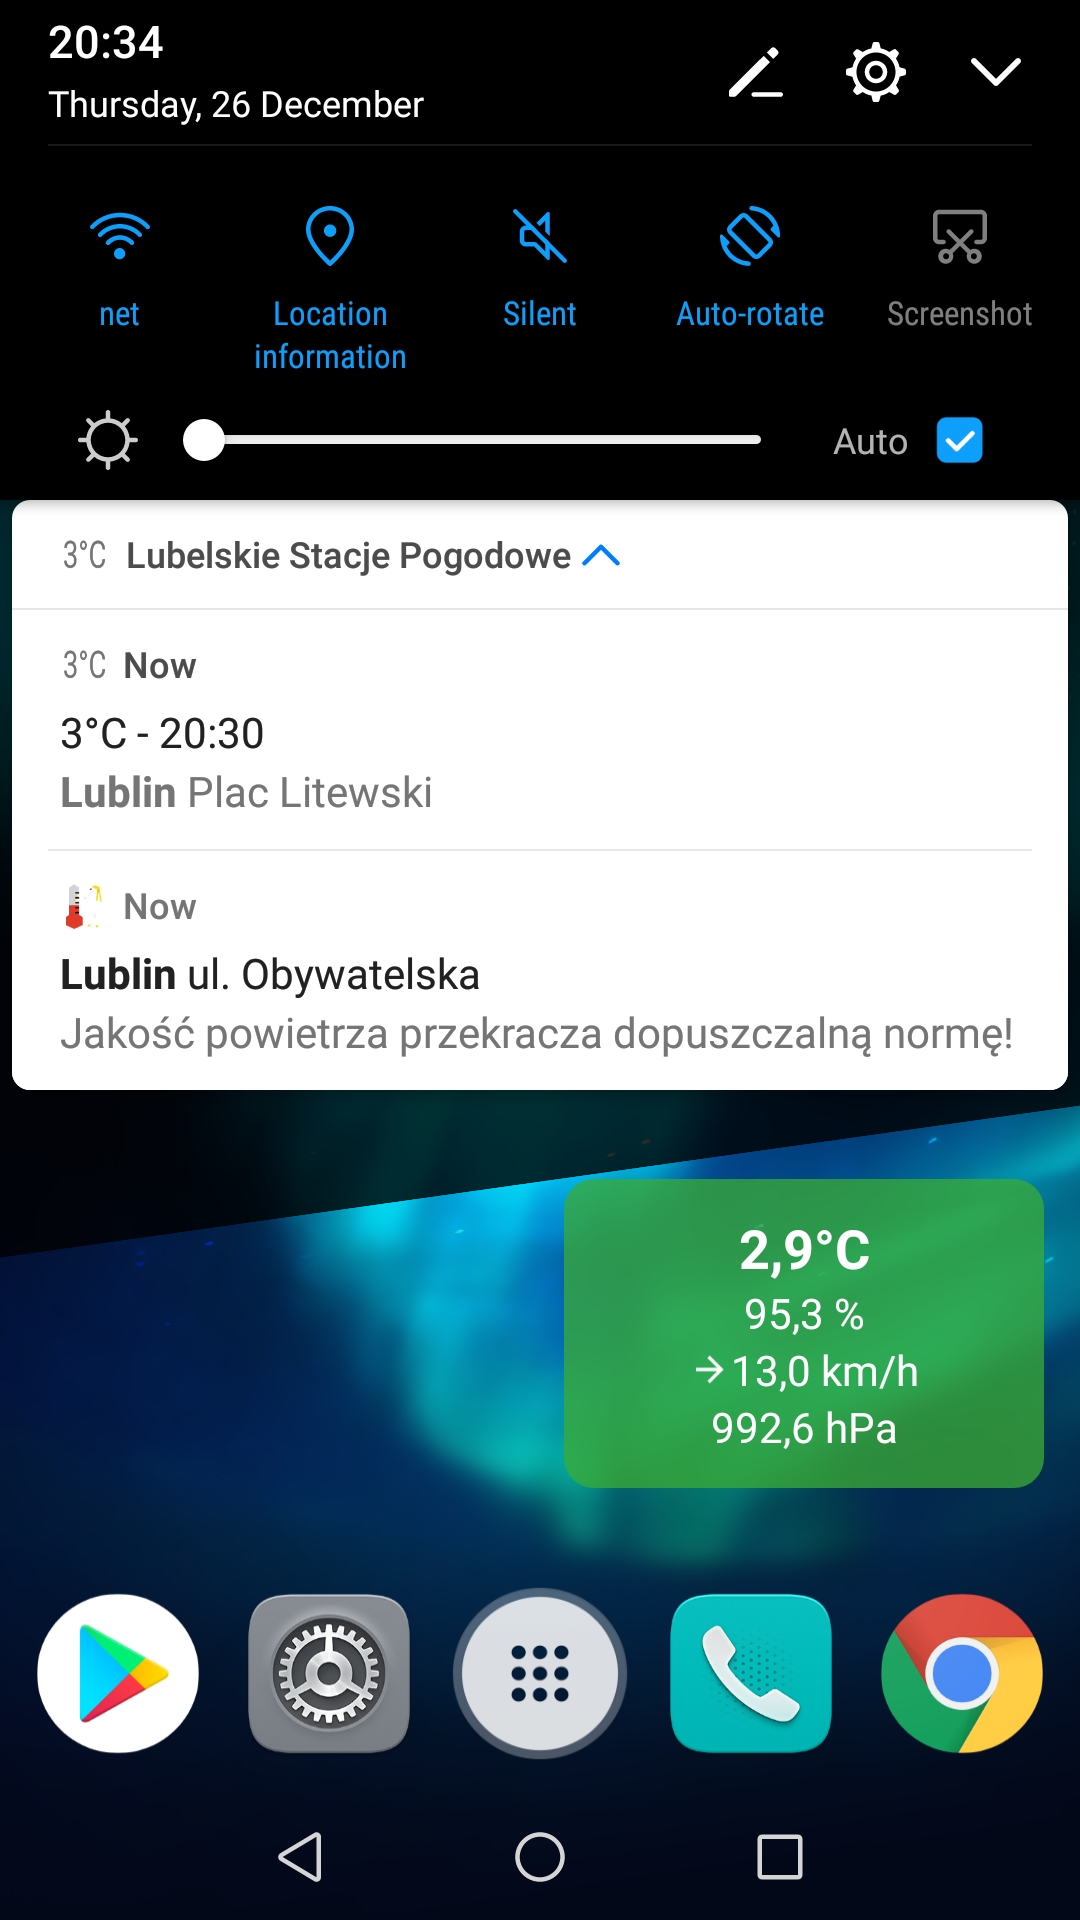 20:34
Thursday, 26 December
net
Location
information
Silent
Auto-rotate
Screenshot
Auto
3°C Lubelskie Stacje Pogodowe
3°C Now
3°C - 20:30
Lublin Plac Litewski
Now
Lublin ul. Obywatelska
Jakość powietrza przekracza dopuszczalną normę!
2,9°C
95,3 %
→13,0 km/h
992,6 hPa